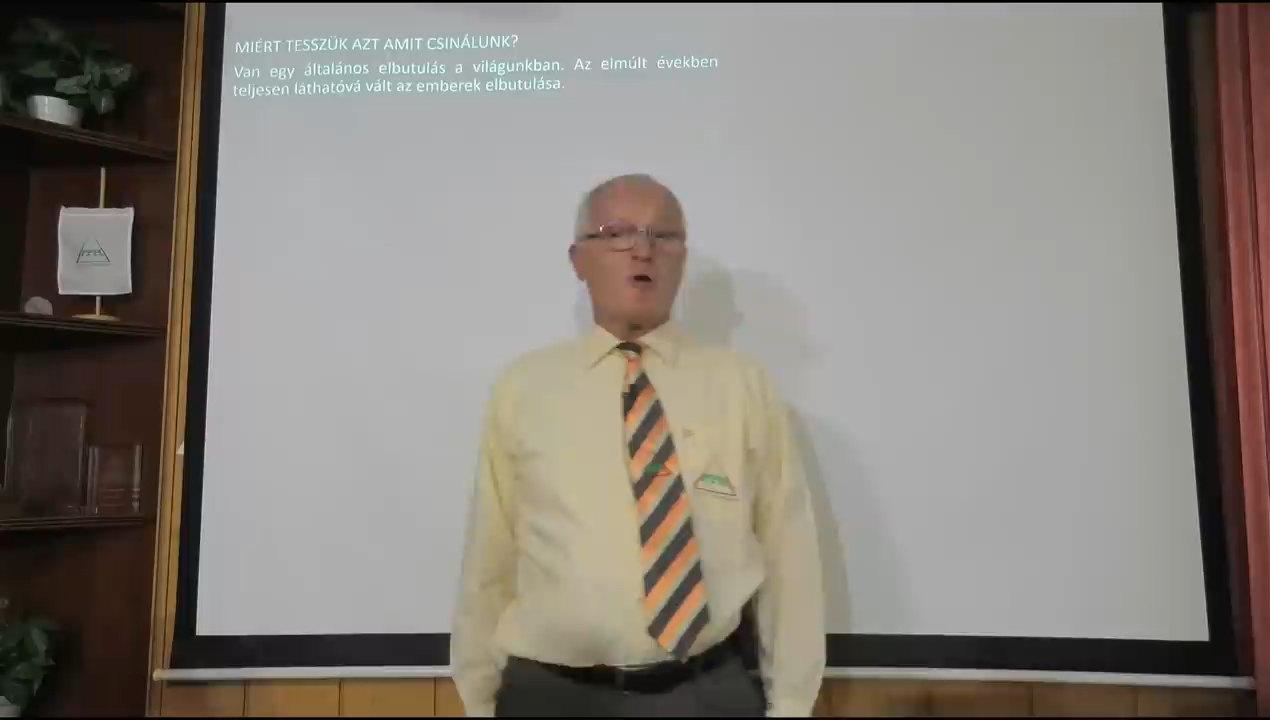 MIÉRT TESSZÜK AZT AMIT CSINÁLUNK?
Van egy általános elbutulás a világunkban. Az elmúlt években
teljesen láthatóvá vált az emberek elbutulása.